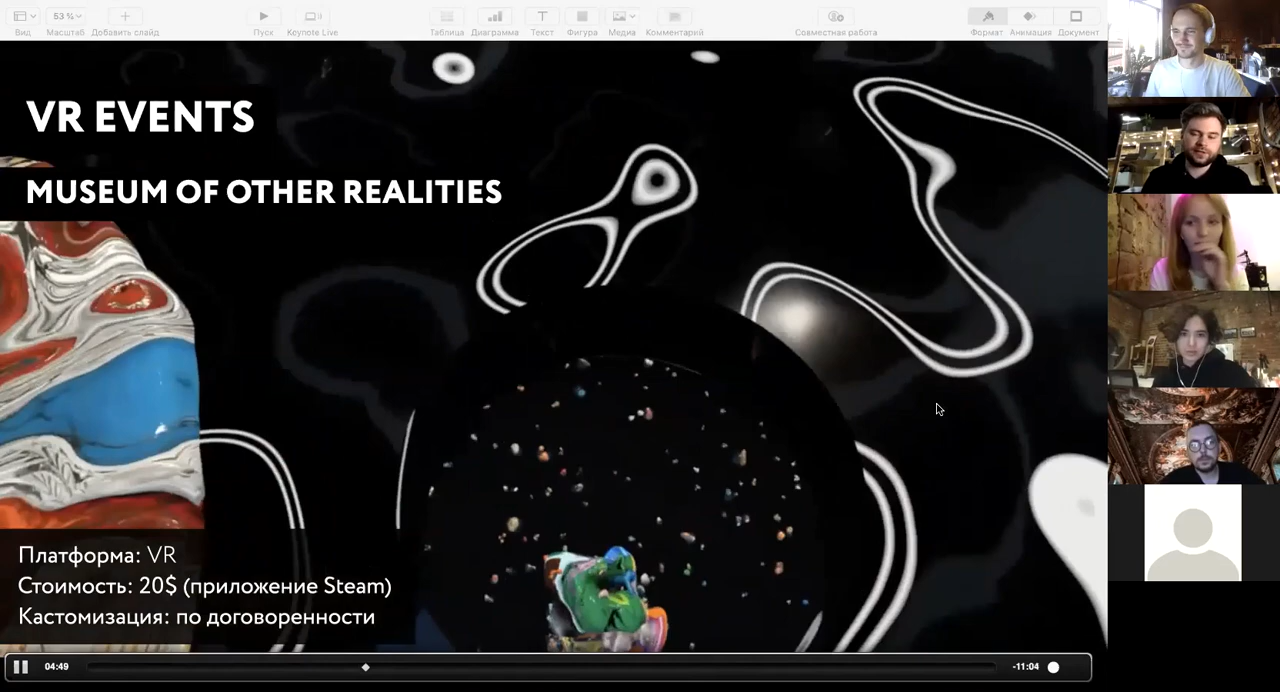 53 %
Вид
Масштаб
Добавить слайд
Пуск
Keynote Live
Таблица
Диаграмма
Текст
Фигура
Медиа
Комментарий
Совместная работа
Формат
Анимация
Документ
VR EVENTS
MUSEUM OF OTHER REALITIES
Платформа: VR
Стоимость: 20$ (приложение Steam)
Кастомизация: по договоренности
04:49
-11:04